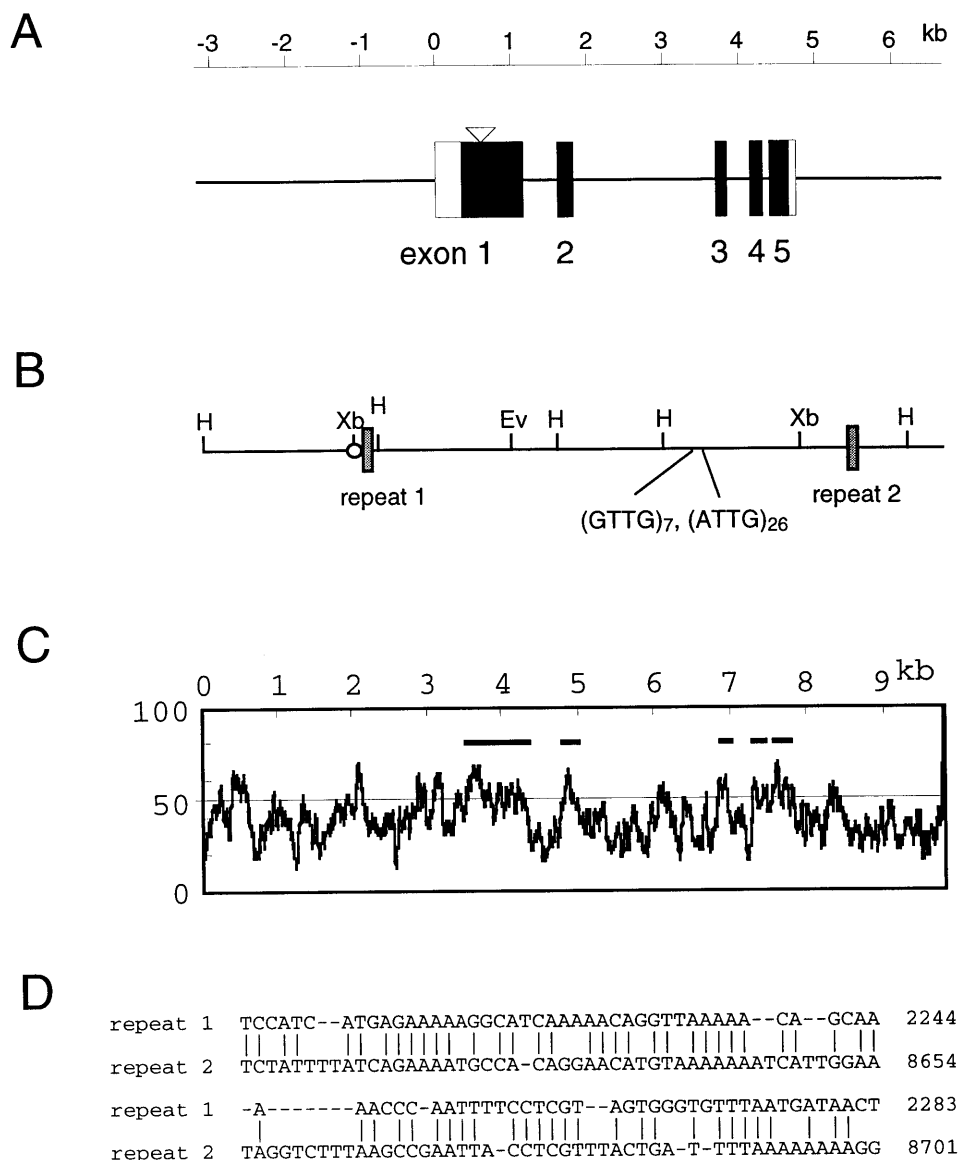 A
-3 -2 -1 0 1 2 3 4 5 6 kb
exon 1 2 3 4 5
B
H Xb H Ev H H Xb H
repeat 1 repeat 2
(GTTG)7, (ATTG)26
C
0 1 2 3 4 5 6 7 8 9 kb
100
50
0
D
repeat 1 TCCATC--ATGAGAAAAAGGCATCAAAAACAGGTTAAAAA--CA--GCAA 2244
repeat 2 TCTATTTTATCAGAAAATGCCA-CAGGAACATGTAAAAAAATCATTGGAA 8654
repeat 1 -A-------AACCC-AATTTTCCTCGT--AGTGGGTGTTTAATGATAACT 2283
repeat 2 TAGGTCTTTAAGCCGAATTA-CCTCGTTTACTGA-T-TTTAAAAAAAAGG 8701